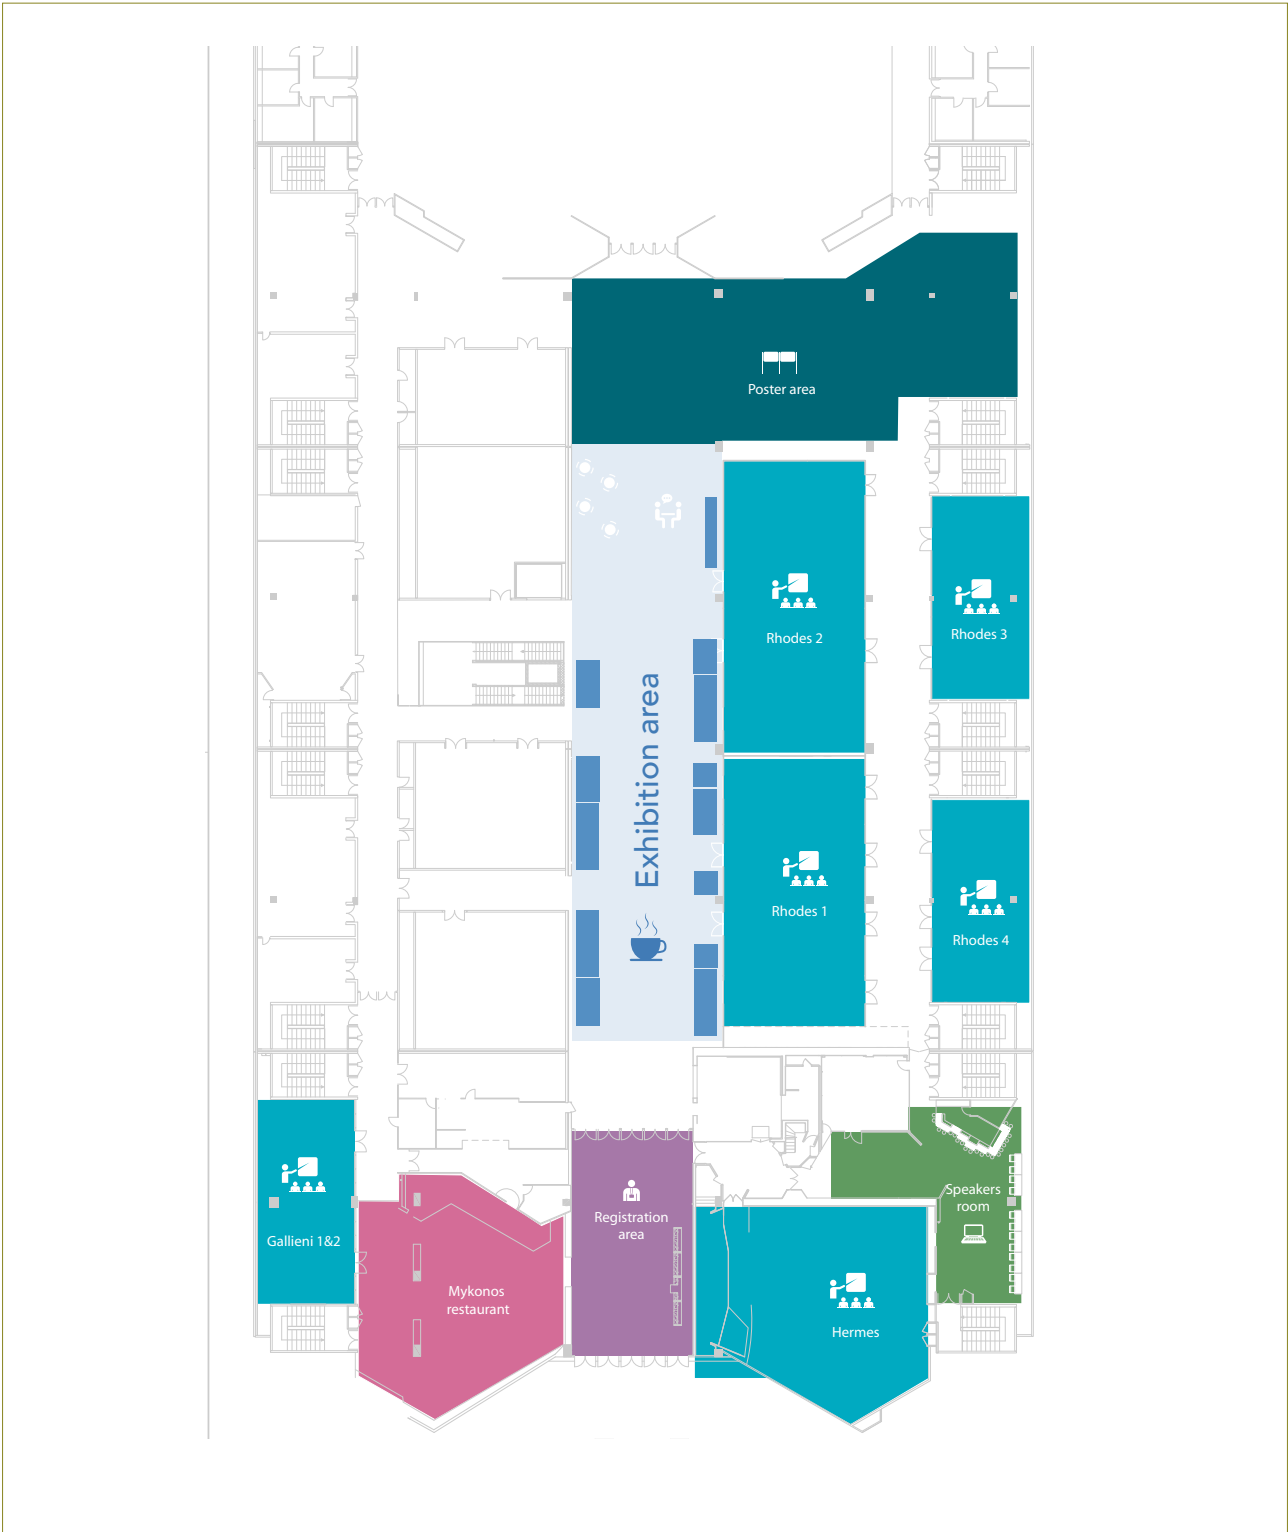 Poster area
Rhodes 2
Rhodes 3
Exhibition area
Rhodes 1
Rhodes 4
Speakers
room
Registration
area
Gallieni 1&2
Mykonos
restaurant
Hermes